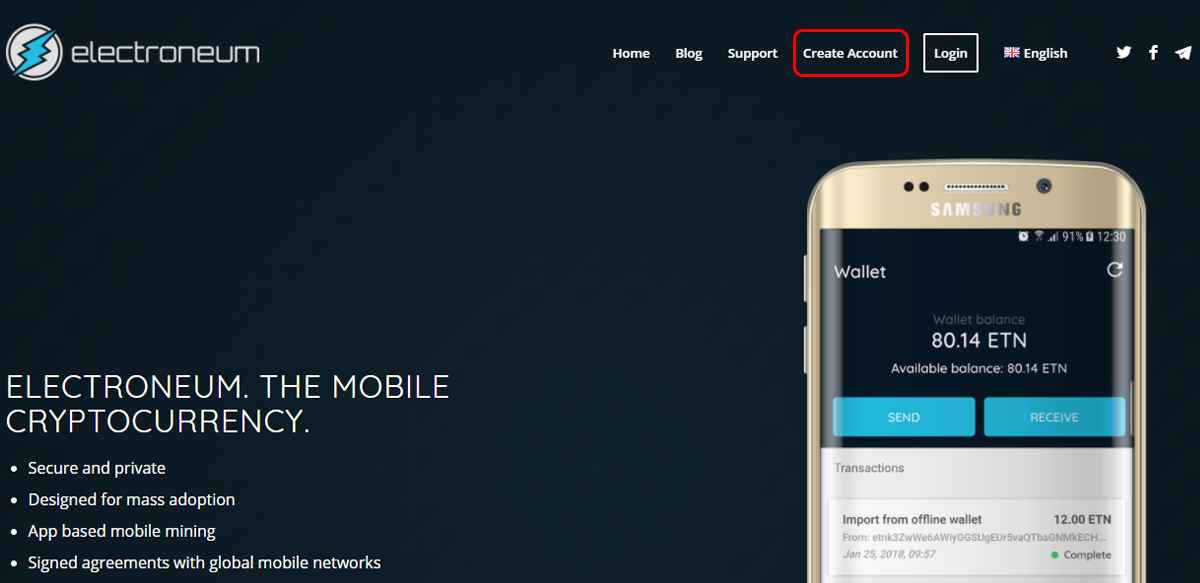 electroneum
Home Blog Support Create Account Login English
SAMSUNG
91% 12:30
Wallet
Wallet balance
80.14 ETN
Available balance: 80.14 ETN
SEND RECEIVE
Transactions
Import from offline wallet 12.00 ETN
From: etnk3ZwWe6AWiyGGSUgEUr5vaQTbaGNMkECH...
Jan 25, 2018, 09:57 Complete
ELECTRONEUM. THE MOBILE
CRYPTOCURRENCY.
• Secure and private
• Designed for mass adoption
• App based mobile mining
• Signed agreements with global mobile networks